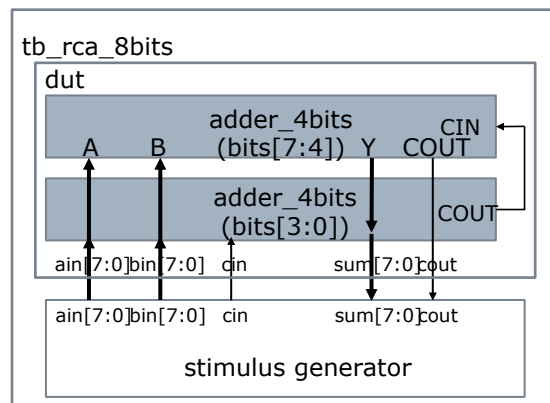 tb_rca_8bits
dut
adder_4bits
CIN
A B (bits[7:4]) Y COUT
adder_4bits
(bits[3:0])
COUT
ain[7:0] bin[7:0] cin sum[7:0] cout
ain[7:0] bin[7:0] cin sum[7:0] cout
stimulus generator